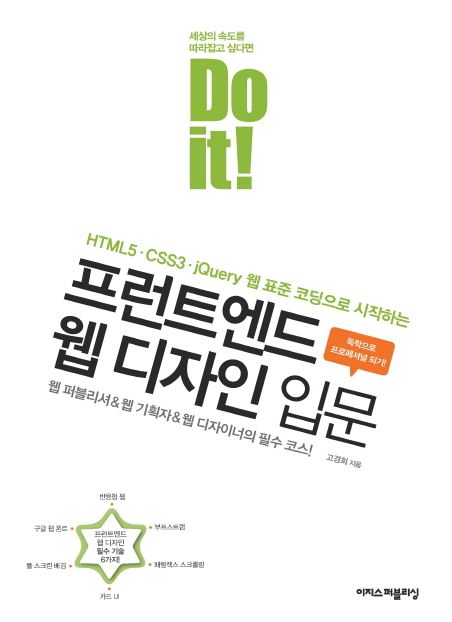 세상의 속도를
따라잡고 싶다면
Do
it!
HTML5 · CSS3 · jQuery 웹 표준 코딩으로 시작하는
프런트엔드
웹 디자인 입문
독학으로
프로페셔널 되기!
웹 퍼블리셔&웹 기획자&웹 디자이너의 필수 코스!
고경희 지음
반응형 웹
구글 웹 폰트
부트스트랩
프런트엔드
웹 디자인
필수 기술
6가지!
풀 스크린 배경
패럴랙스 스크롤링
카드 UI
이지스 퍼블리싱